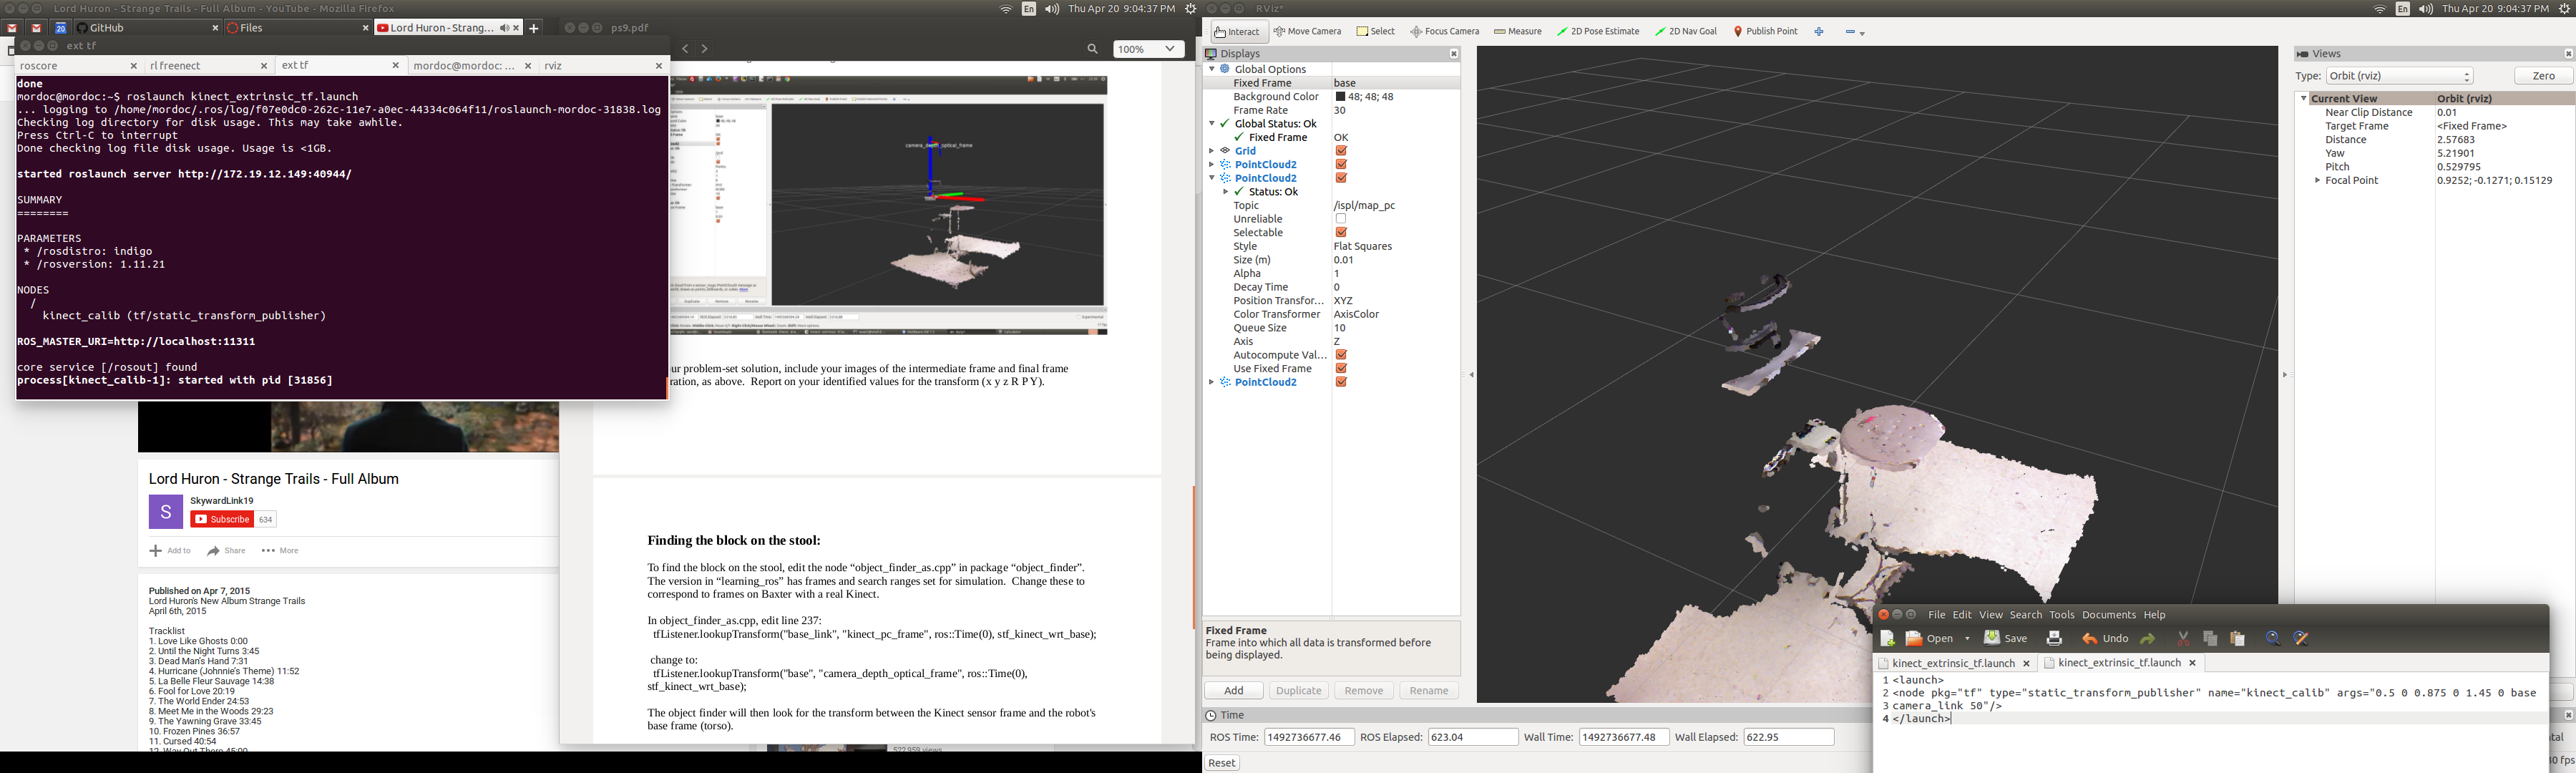 Lord Huron - Strange Trails - Full Album - YouTube - Mozilla Firefox
En
Thu Apr 20 9:04:37 PM
GitHub
Files
Lord Huron - Strang...
ps9.pdf
100%
ext tf
roscore
rl freenect
ext tf
mordoc@mordoc: ...
rviz
done
mordoc@mordoc:~$ roslaunch kinect_extrinsic_tf.launch
... logging to /home/mordoc/.ros/log/f07e0dc0-262c-11e7-a0ec-44334c064f11/roslaunch-mordoc-31838.log
Checking log directory for disk usage. This may take awhile.
Press Ctrl-C to interrupt
Done checking log file disk usage. Usage is <1GB.
started roslaunch server http://172.19.12.149:40944/
SUMMARY
========
PARAMETERS
* /rosdistro: indigo
* /rosversion: 1.11.21
NODES
/
kinect_calib (tf/static_transform_publisher)
ROS_MASTER_URI=http://localhost:11311
core service [/rosout] found
process[kinect_calib-1]: started with pid [31856]
Lord Huron - Strange Trails - Full Album
S
SkywardLink19
Subscribe
634
Add to
Share
More
Published on Apr 7, 2015
Lord Huron's New Album Strange Trails
April 6th, 2015
Tracklist
1. Love Like Ghosts 0:00
2. Until the Night Turns 3:45
3. Dead Man's Hand 7:31
4. Hurricane (Johnnie's Theme) 11:52
5. La Belle Fleur Sauvage 14:38
6. Fool for Love 20:19
7. The World Ender 24:53
8. Meet Me in the Woods 29:23
9. The Yawning Grave 33:45
10. Frozen Pines 36:57
11. Cursed 40:54
12. Way Out There 45:00
522,959 views
camera_depth_optical_frame
ur problem-set solution, include your images of the intermediate frame and final frame
ration, as above. Report on your identified values for the transform (x y z R P Y).
Finding the block on the stool:
To find the block on the stool, edit the node “object_finder_as.cpp” in package “object_finder”.
The version in “learning_ros” has frames and search ranges set for simulation. Change these to
correspond to frames on Baxter with a real Kinect.
In object_finder_as.cpp, edit line 237:
tfListener.lookupTransform("base_link", "kinect_pc_frame", ros::Time(0), stf_kinect_wrt_base);
change to:
tfListener.lookupTransform("base", "camera_depth_optical_frame", ros::Time(0),
stf_kinect_wrt_base);
The object finder will then look for the transform between the Kinect sensor frame and the robot's
base frame (torso).
RViz*
En
Thu Apr 20 9:04:37 PM
Interact
Move Camera
Select
Focus Camera
Measure
2D Pose Estimate
2D Nav Goal
Publish Point
Displays
Global Options
Fixed Frame base
Background Color 48; 48; 48
Frame Rate 30
Global Status: Ok
Fixed Frame OK
Grid
PointCloud2
PointCloud2
Status: Ok
Topic /ispl/map_pc
Unreliable
Selectable
Style Flat Squares
Size (m) 0.01
Alpha 1
Decay Time 0
Position Transfor... XYZ
Color Transformer AxisColor
Queue Size 10
Axis Z
Autocompute Val...
Use Fixed Frame
PointCloud2
Fixed Frame
Frame into which all data is transformed before
being displayed.
Add
Duplicate
Remove
Rename
Time
ROS Time: 1492736677.46
ROS Elapsed: 623.04
Wall Time: 1492736677.48
Wall Elapsed: 622.95
Reset
Views
Type: Orbit (rviz)
Zero
Current View Orbit (rviz)
Near Clip Distance 0.01
Target Frame <Fixed Frame>
Distance 2.57683
Yaw 5.21901
Pitch 0.529795
Focal Point 0.9252; -0.1271; 0.15129
File Edit View Search Tools Documents Help
Open
Save
Undo
kinect_extrinsic_tf.launch
kinect_extrinsic_tf.launch
1 <launch>
2 <node pkg="tf" type="static_transform_publisher" name="kinect_calib" args="0.5 0 0.875 0 1.45 0 base
3 camera_link 50"/>
4 </launch>